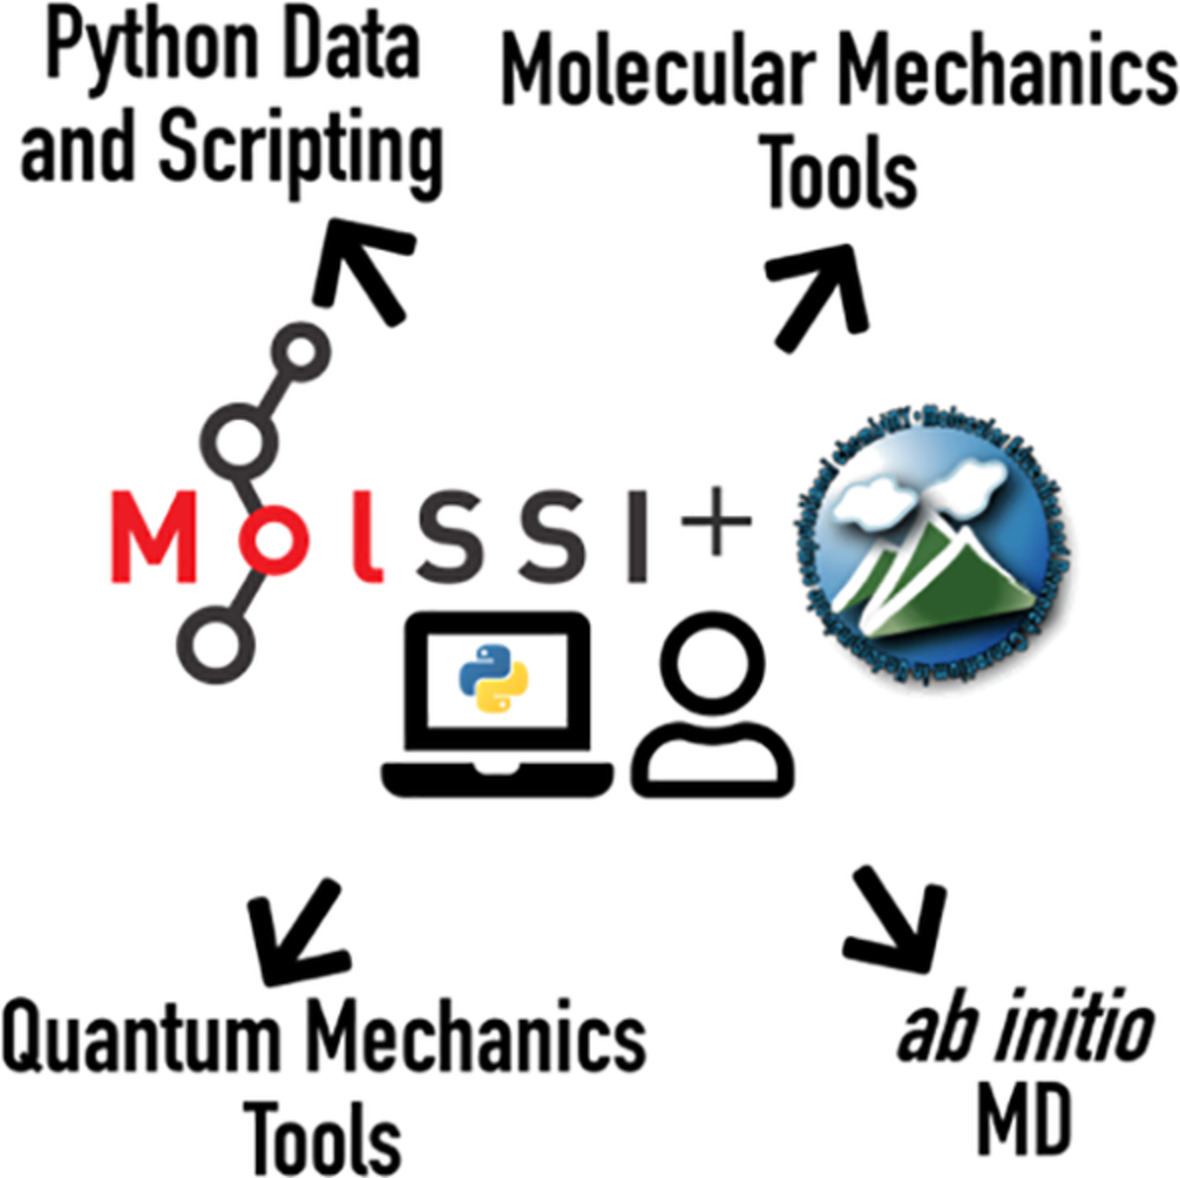 Python Data
and Scripting
Molecular Mechanics
Tools
MolSSI+
Quantum Mechanics
Tools
ab initio
MD